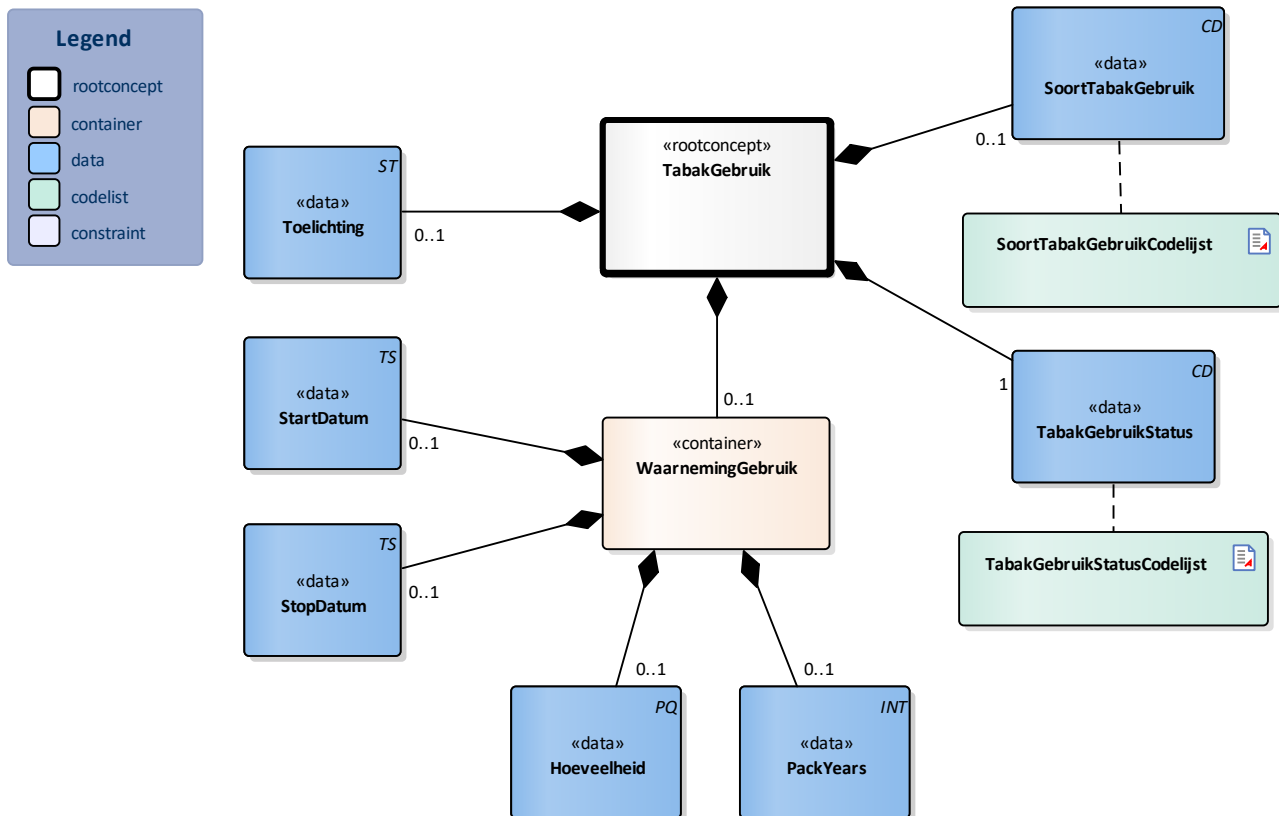 Legend
rootconcept
container
data
codelist
constraint
CD
«data»
SoortTabakGebruik
0..1
«rootconcept»
TabakGebruik
ST
«data»
Toelichting
0..1
SoortTabakGebruikCodelijst
TS
«data»
StartDatum
0..1
0..1
«container»
WaarnemingGebruik
1
CD
«data»
TabakGebruikStatus
TS
«data»
StopDatum
0..1
TabakGebruikStatusCodelijst
0..1
PQ
«data»
Hoeveelheid
0..1
INT
«data»
PackYears